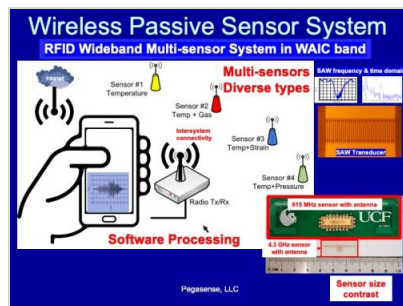 Wireless Passive Sensor System
RFID Wideband Multi-sensor System in WAIC band
Internet
Sensor #1
Temperature
Multi-sensors
Diverse types
SAW frequency & time domain
Sensor #2
Temp + Gas
Intersystem
connectivity
Sensor #3
Temp+Strain
SAW Transducer
Sensor #4
Temp+Pressure
Radio Tx/Rx
Software Processing
915 MHz sensor with antenna
UCF
4.3 GHz sensor
with antenna
Sensor size
contrast
Pegasense, LLC